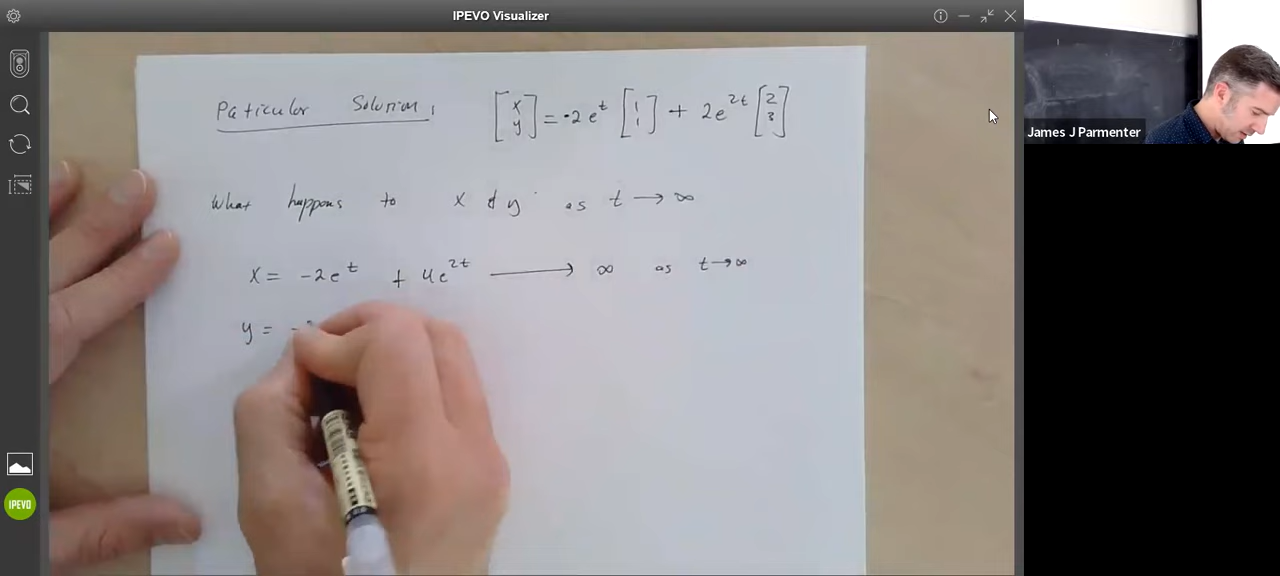 IPEVO Visualizer
Particular Solution, [x y] = -2e^t [1 1] + 2e^2t [2 3]
What happens to x & y as t → ∞
x = -2e^t + 4e^2t → ∞ as t→∞
y = -2
James J Parmenter
IPEVO